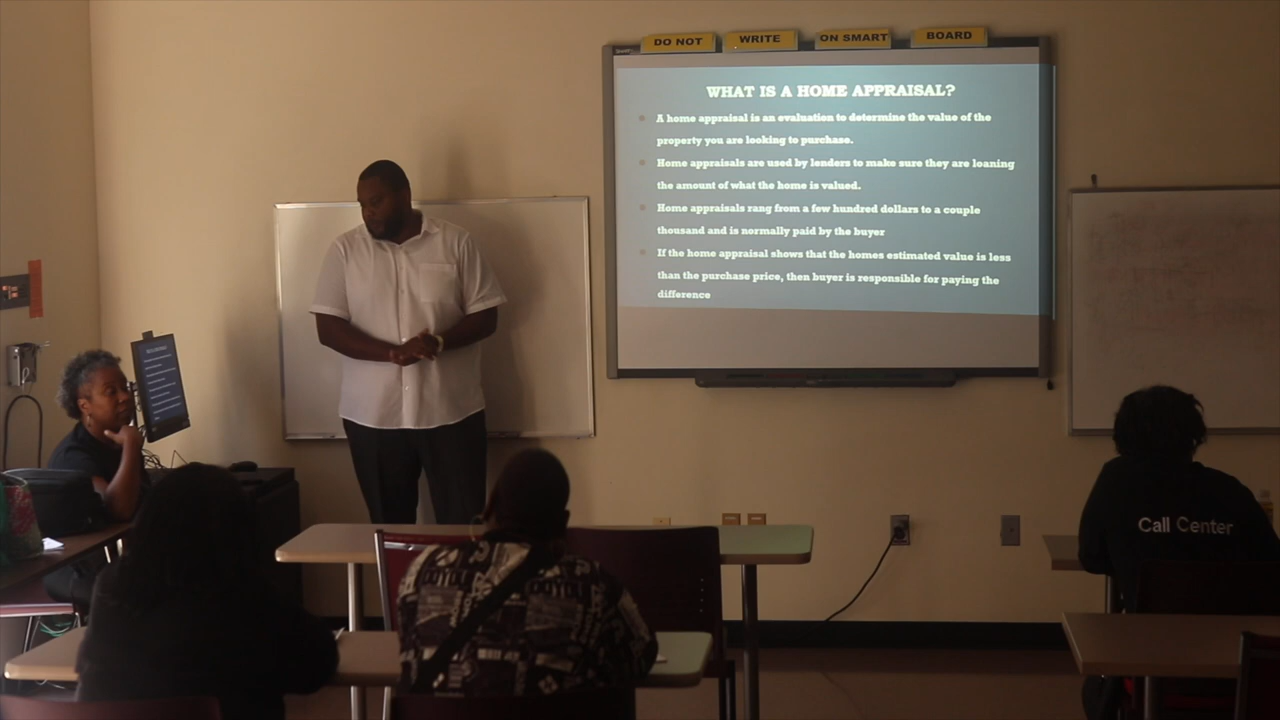 DO NOT WRITE ON SMART BOARD
WHAT IS A HOME APPRAISAL?
A home appraisal is an evaluation to determine the value of the
property you are looking to purchase.
Home appraisals are used by lenders to make sure they are loaning
the amount of what the home is valued.
Home appraisals rang from a few hundred dollars to a couple
thousand and is normally paid by the buyer
If the home appraisal shows that the homes estimated value is less
than the purchase price, then buyer is responsible for paying the
difference
Call Center